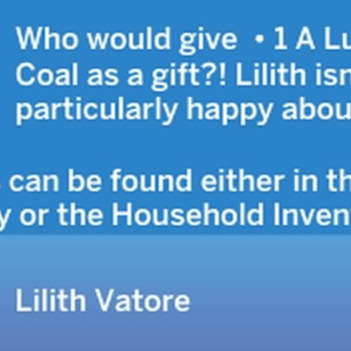 Who would give • 1 A L
Coal as a gift?! Lilith isn
particularly happy abou
can be found either in th
y or the Household Inven
Lilith Vatore